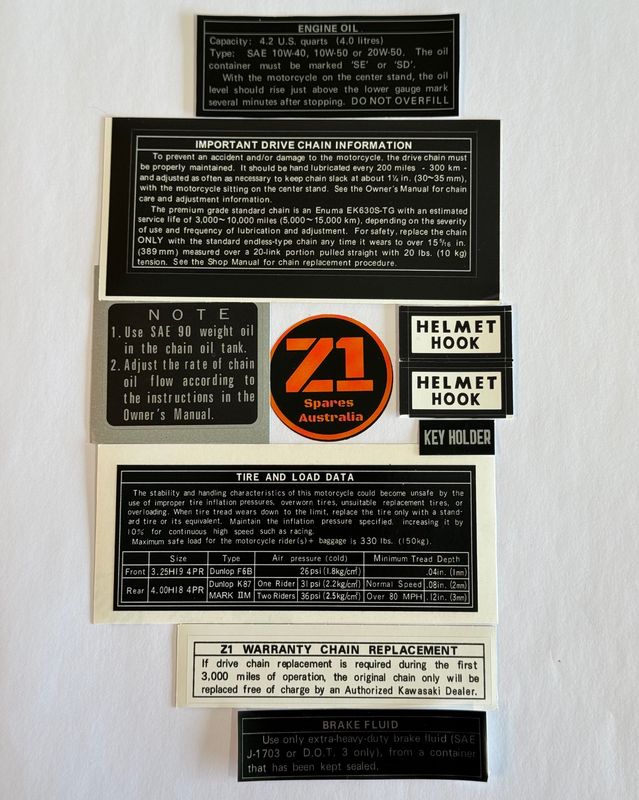 ENGINE OIL
Capacity: 4.2 U.S. quarts (4.0 litres)
Type: SAE 10W-40, 10W-50 or 20W-50. The oil
container must be marked 'SE' or 'SD'.
With the motorcycle on the center stand, the oil
level should rise just above the lower gauge mark
several minutes after stopping. DO NOT OVERFILL
IMPORTANT DRIVE CHAIN INFORMATION
To prevent an accident and/or damage to the motorcycle, the drive chain must
be properly maintained. It should be hand lubricated every 200 miles - 300 km -
and adjusted as often as necessary to keep chain slack at about 1¼ in. (30~35 mm),
with the motorcycle sitting on the center stand. See the Owner's Manual for chain
care and adjustment information.
The premium grade standard chain is an Enuma EK630S-TG with an estimated
service life of 3,000~10,000 miles (5,000~15,000 km), depending on the severity
of use and frequency of lubrication and adjustment. For safety, replace the chain
ONLY with the standard endless-type chain any time it wears to over 15 5/16 in.
(389 mm) measured over a 20-link portion pulled straight with 20 lbs. (10 kg)
tension. See the Shop Manual for chain replacement procedure.
NOTE
1. Use SAE 90 weight oil
in the chain oil tank.
2. Adjust the rate of chain
oil flow according to
the instructions in the
Owner's Manual.
Z1
Spares
Australia
HELMET
HOOK
HELMET
HOOK
KEY HOLDER
TIRE AND LOAD DATA
The stability and handling characteristics of this motorcycle could become unsafe by the
use of improper tire inflation pressures, overworn tires, unsuitable replacement tires, or
overloading. When tire tread wears down to the limit, replace the tire only with a stand-
ard tire or its equivalent. Maintain the inflation pressure specified, increasing it by
10% for continuous high speed such as racing.
Maximum safe load for the motorcycle rider(s)+ baggage is 330 lbs. (150kg).
Size Type Air pressure (cold) Minimum Tread Depth
Front 3.25H19 4PR Dunlop F6B 26psi (1.8kg/cm²) .04in. (1mm)
Rear 4.00H18 4PR Dunlop K87 MARK IIM One Rider 31psi (2.2kg/cm²) Normal Speed .08in. (2mm)
Two Riders 36psi (2.5kg/cm²) Over 80 MPH .12in. (3mm)
Z1 WARRANTY CHAIN REPLACEMENT
If drive chain replacement is required during the first
3,000 miles of operation, the original chain only will be
replaced free of charge by an Authorized Kawasaki Dealer.
BRAKE FLUID
Use only extra-heavy-duty brake fluid (SAE
J-1703 or D.O.T. 3 only), from a container
that has been kept sealed.